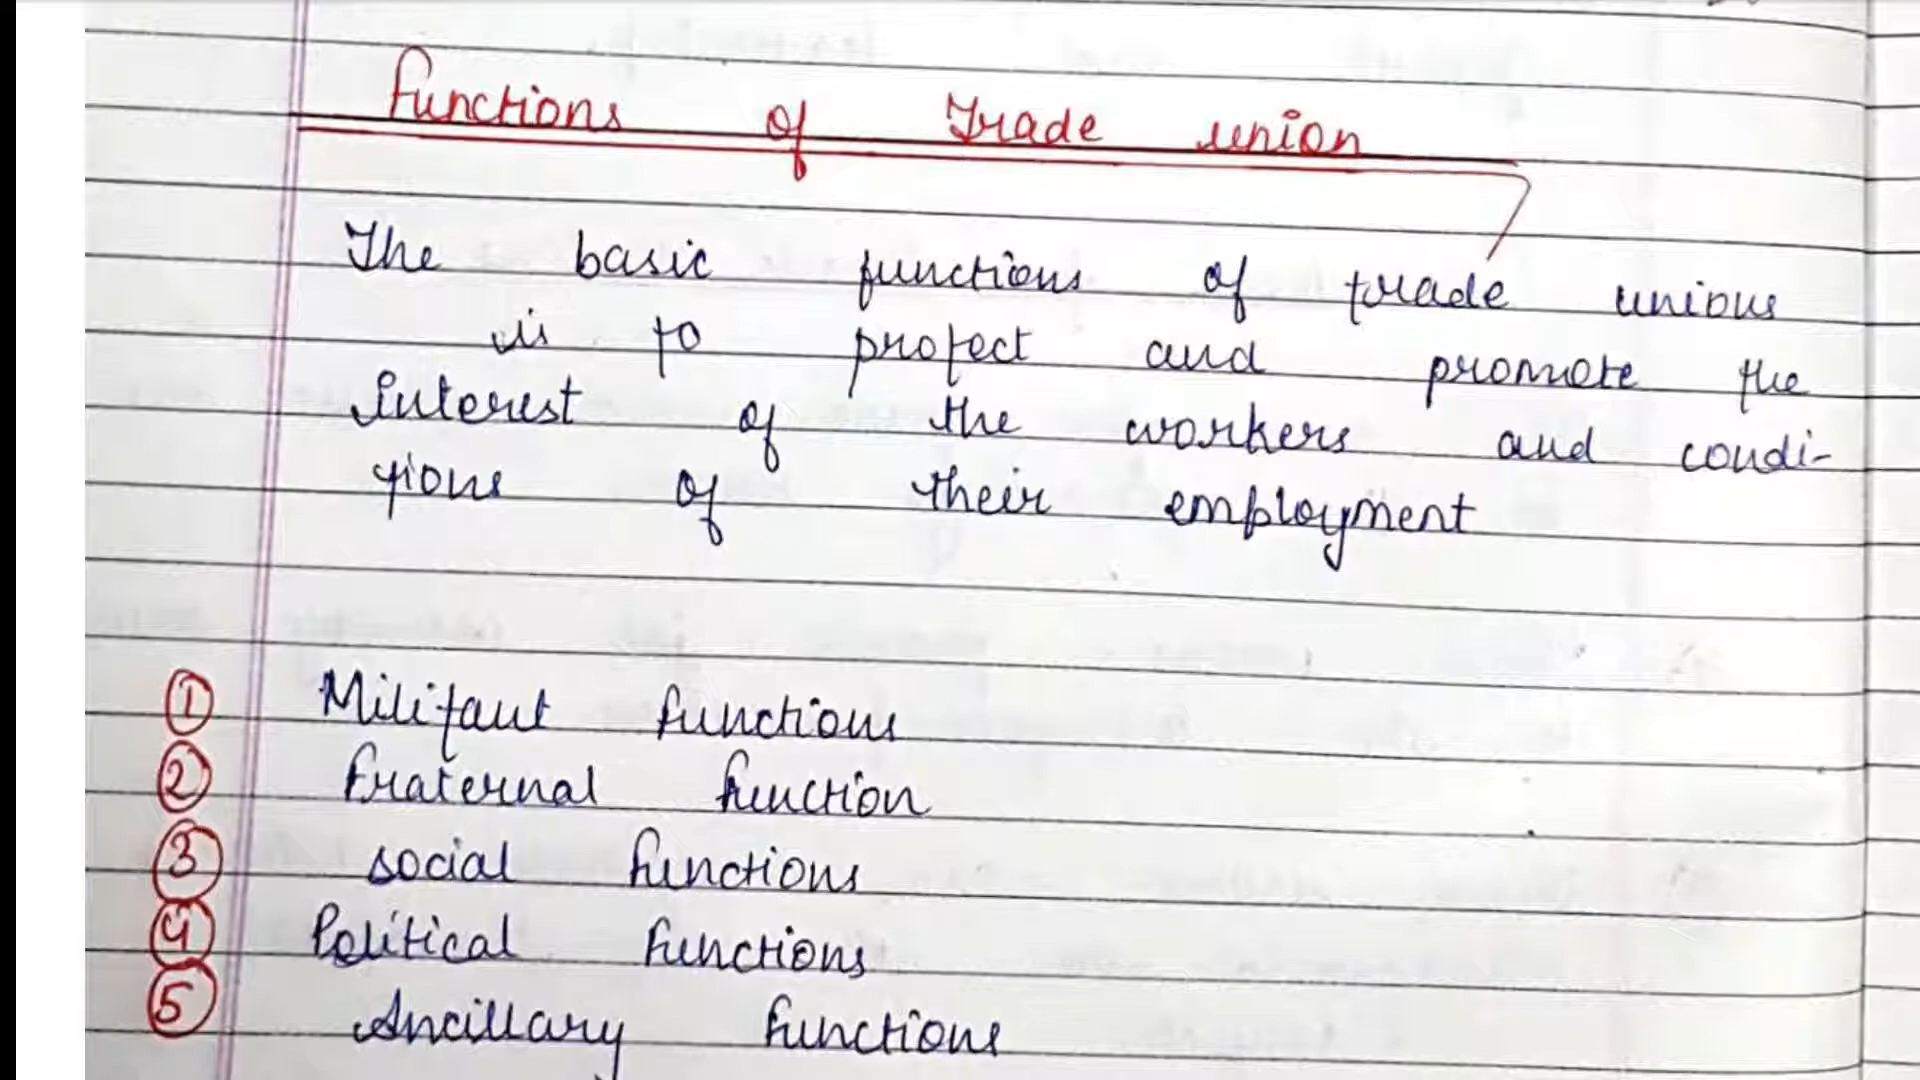 Functions of Trade union
The basic functions of trade unions
is to protect and promote the
interest of the workers and condi-
tions of their employment
① Militant functions
② Fraternal function
③ social functions
④ Political functions
⑤ Ancillary functions